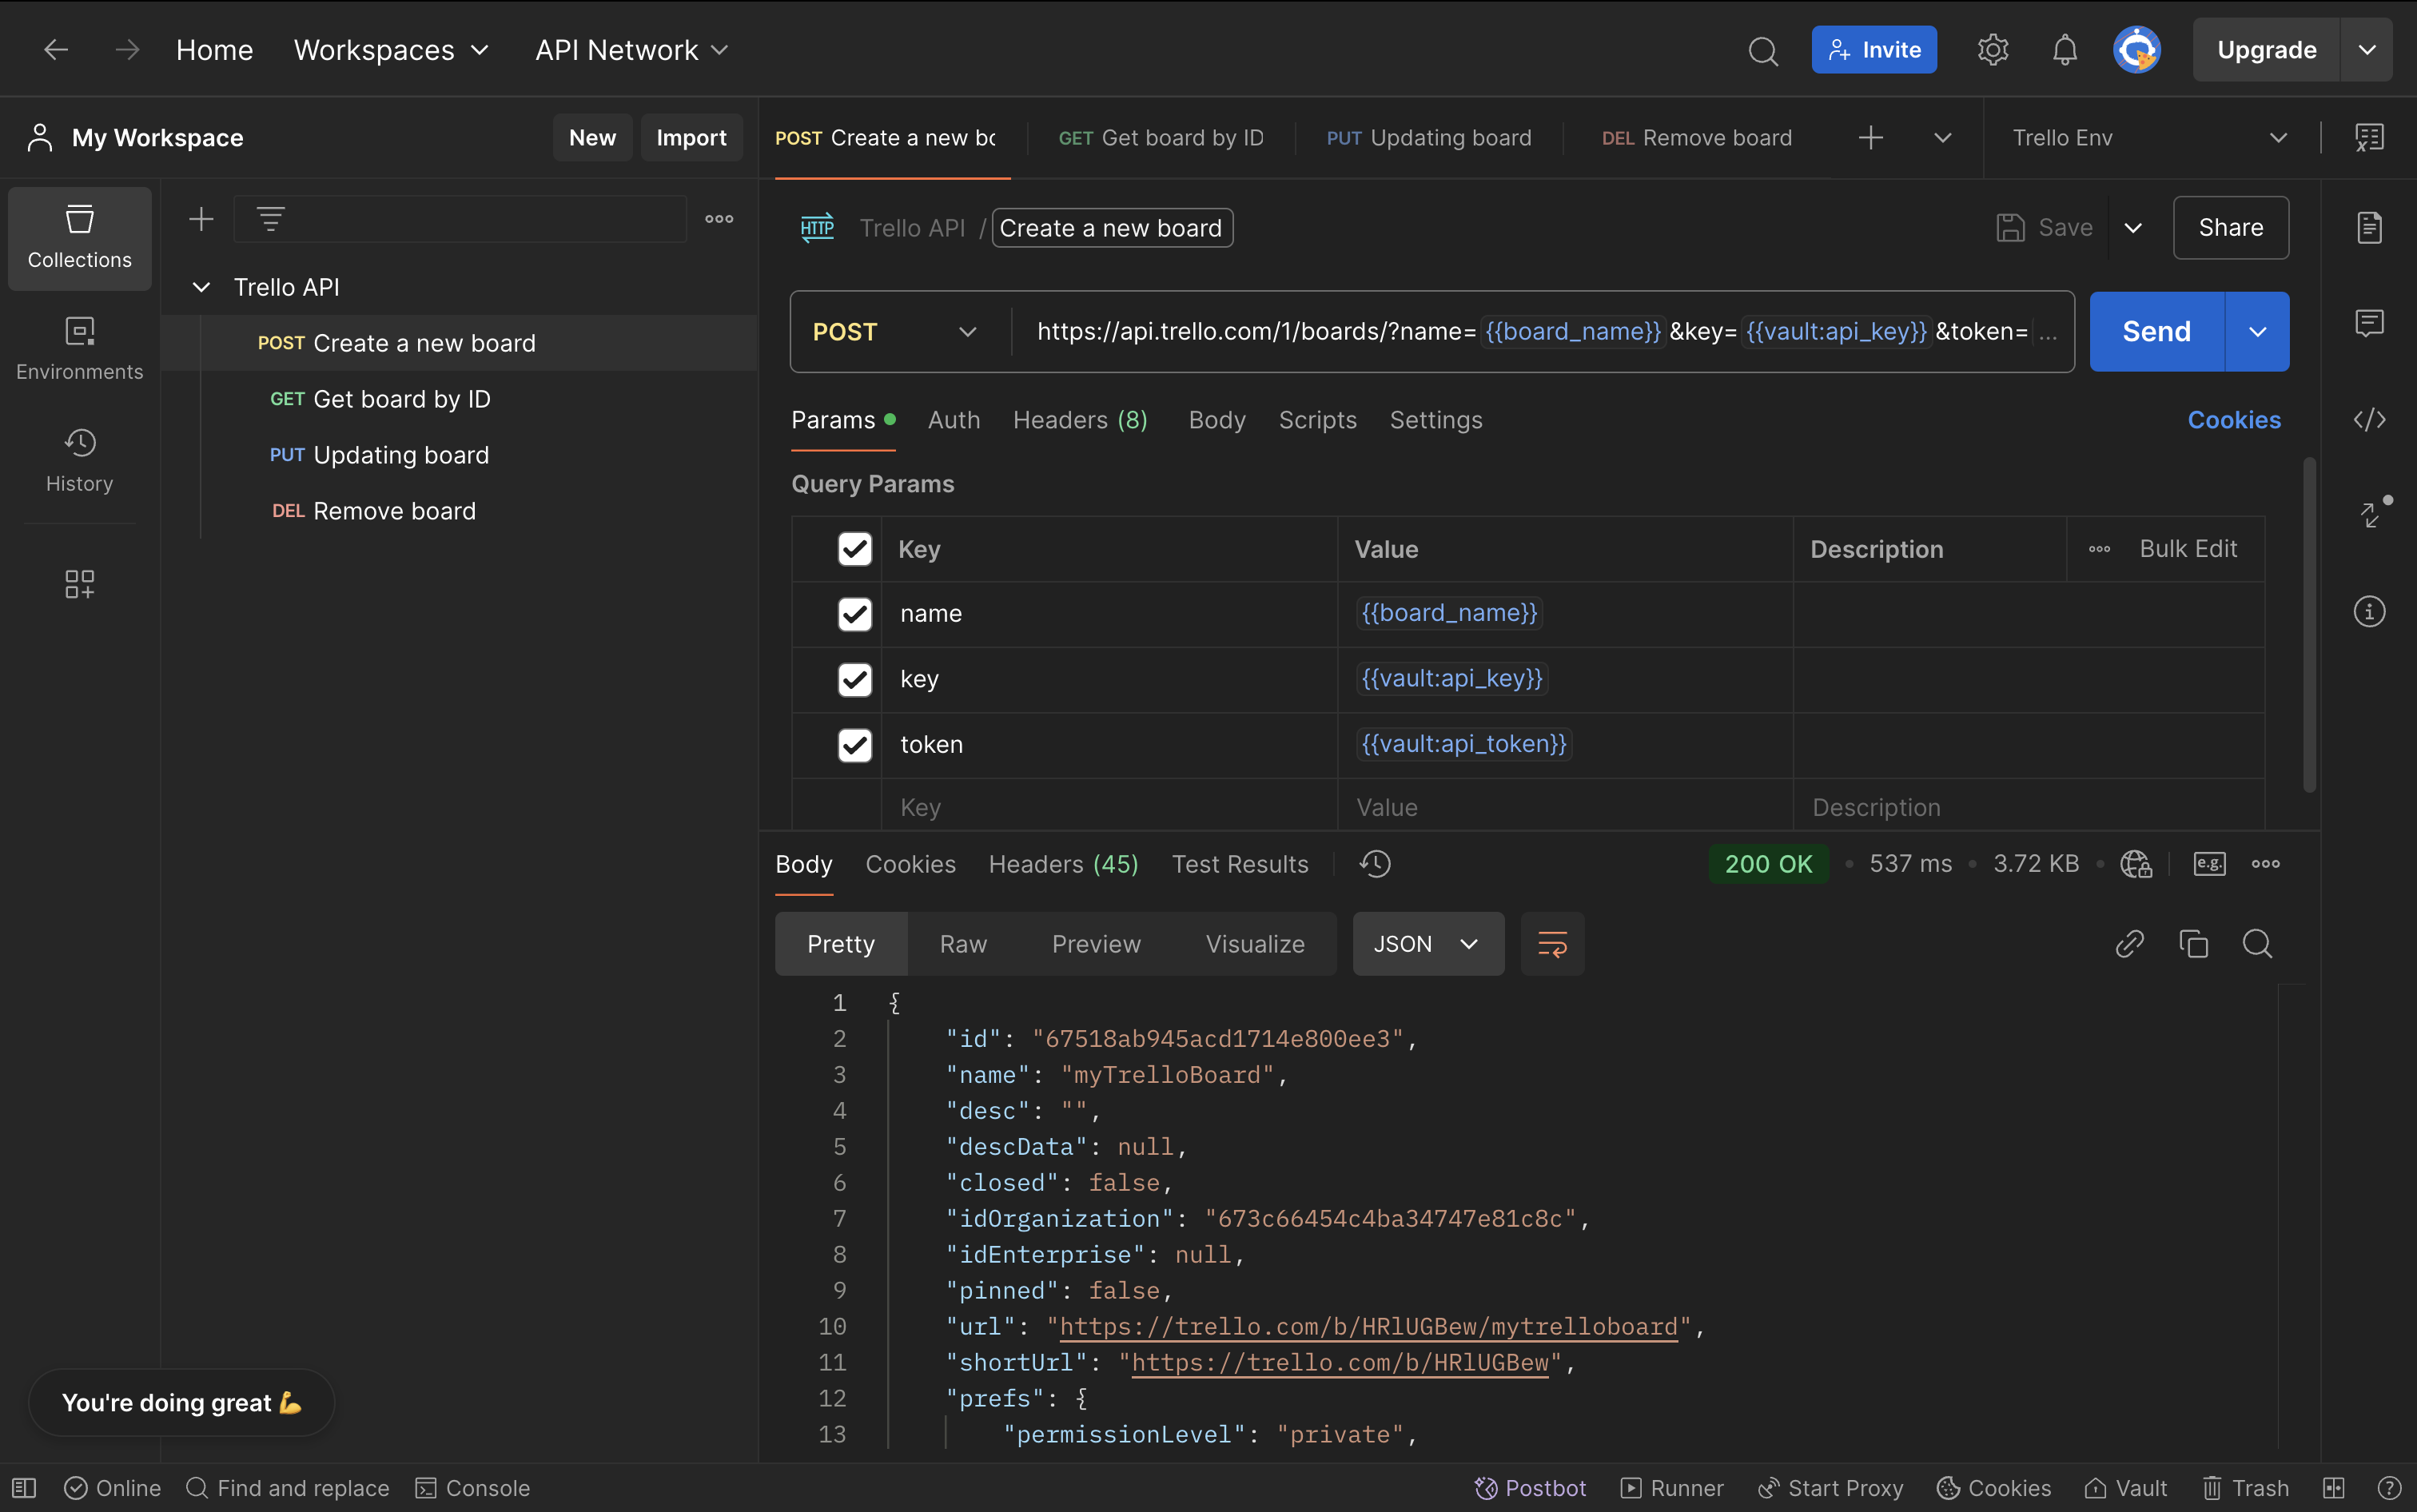 Home Workspaces API Network Invite Upgrade
My Workspace New Import
POST Create a new bo GET Get board by ID PUT Updating board DEL Remove board Trello Env
Collections
Environments
History
Trello API
POST Create a new board
GET Get board by ID
PUT Updating board
DEL Remove board
HTTP Trello API / Create a new board Save Share
POST https://api.trello.com/1/boards/?name={{board_name}}&key={{vault:api_key}}&token= ... Send
Params Auth Headers (8) Body Scripts Settings Cookies
Query Params
Key Value Description Bulk Edit
name {{board_name}}
key {{vault:api_key}}
token {{vault:api_token}}
Key Value Description
Body Cookies Headers (45) Test Results 200 OK 537 ms 3.72 KB e.g.
Pretty Raw Preview Visualize JSON
1 {
2 "id": "67518ab945acd1714e800ee3",
3 "name": "myTrelloBoard",
4 "desc": "",
5 "descData": null,
6 "closed": false,
7 "idOrganization": "673c66454c4ba34747e81c8c",
8 "idEnterprise": null,
9 "pinned": false,
10 "url": "https://trello.com/b/HRlUGBew/mytrelloboard",
11 "shortUrl": "https://trello.com/b/HRlUGBew",
12 "prefs": {
13 "permissionLevel": "private",
You're doing great 💪
Online Find and replace Console Postbot Runner Start Proxy Cookies Vault Trash